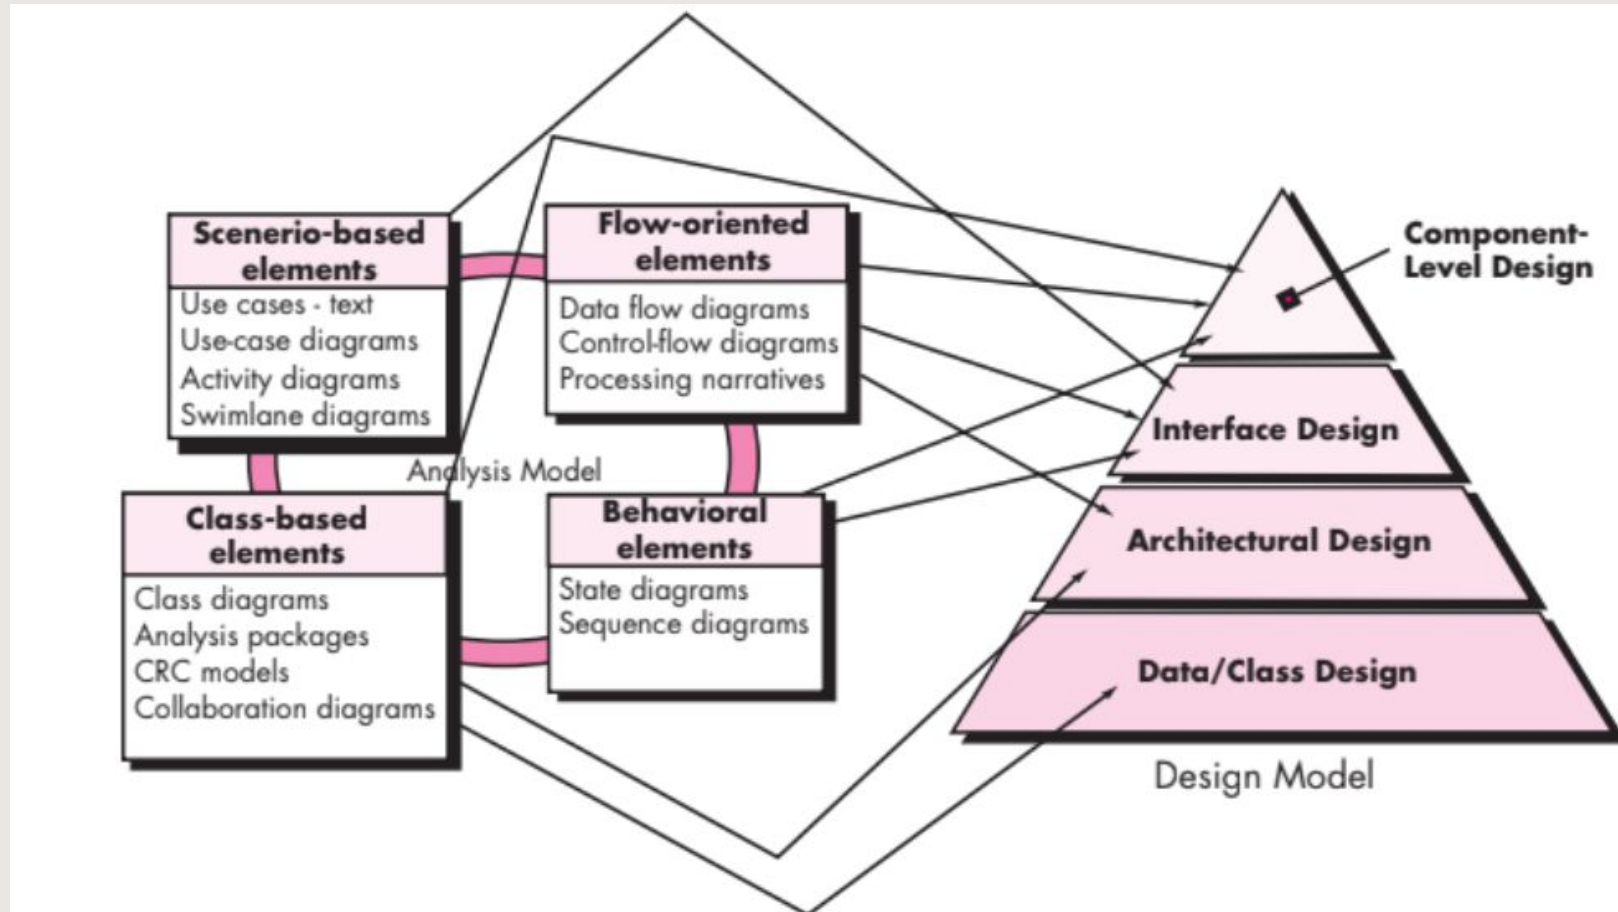 Scenerio-based
elements
Use cases - text
Use-case diagrams
Activity diagrams
Swimlane diagrams
Flow-oriented
elements
Data flow diagrams
Control-flow diagrams
Processing narratives
Analysis Model
Class-based
elements
Class diagrams
Analysis packages
CRC models
Collaboration diagrams
Behavioral
elements
State diagrams
Sequence diagrams
Component-
Level Design
Interface Design
Architectural Design
Data/Class Design
Design Model